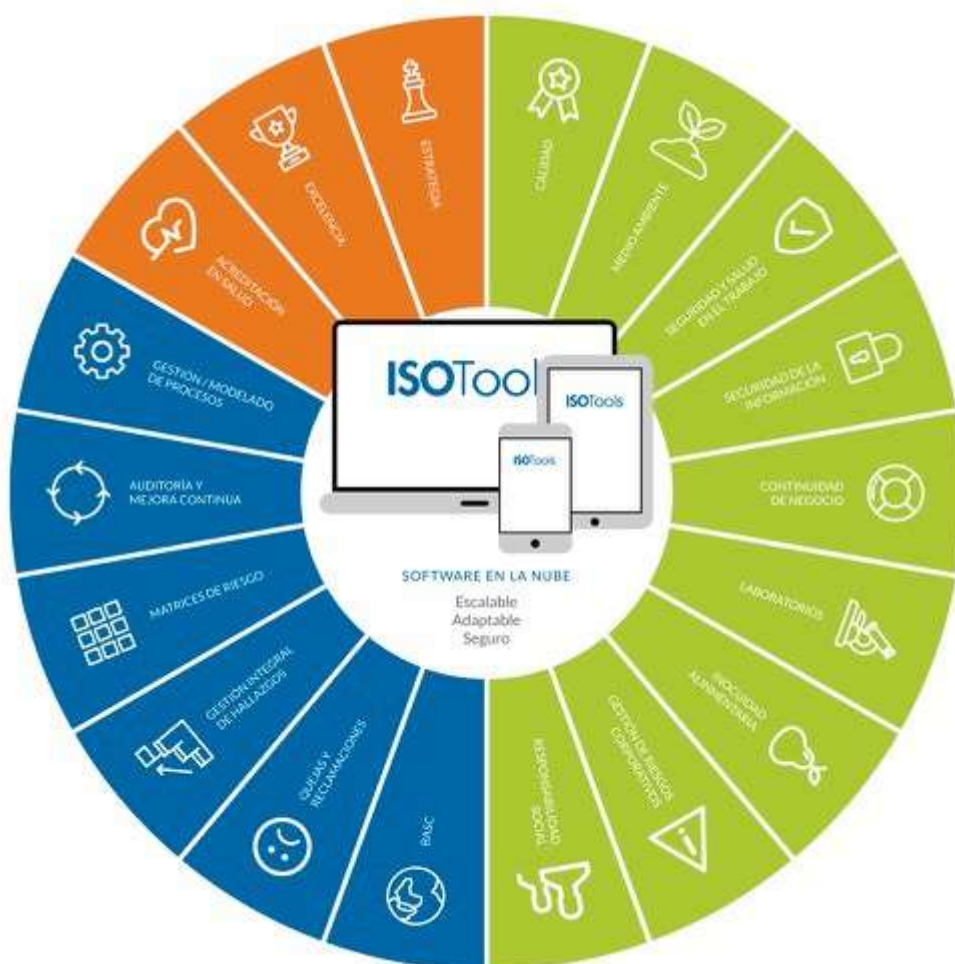 ESTRATEGIA
CALIDAD
MEDIO AMBIENTE
SEGURIDAD Y SALUD
EN EL TRABAJO
SEGURIDAD DE LA
INFORMACIÓN
CONTINUIDAD
DE NEGOCIO
LABORATORIOS
INOCUIDAD
ALIMENTARIA
GESTIÓN DE RIESGOS
CORPORATIVOS
RESPONSABILIDAD
SOCIAL
BASC
QUEJAS Y
RECLAMACIONES
GESTIÓN INTEGRAL
DE HALLAZGOS
MATRICES DE RIESGO
AUDITORÍA Y
MEJORA CONTINUA
GESTIÓN / MODELADO
DE PROCESOS
ACREDITACIÓN
EN SALUD
EXCELENCIA
ISOTool
ISOTools
ISOTools
SOFTWARE EN LA NUBE
Escalable
Adaptable
Seguro